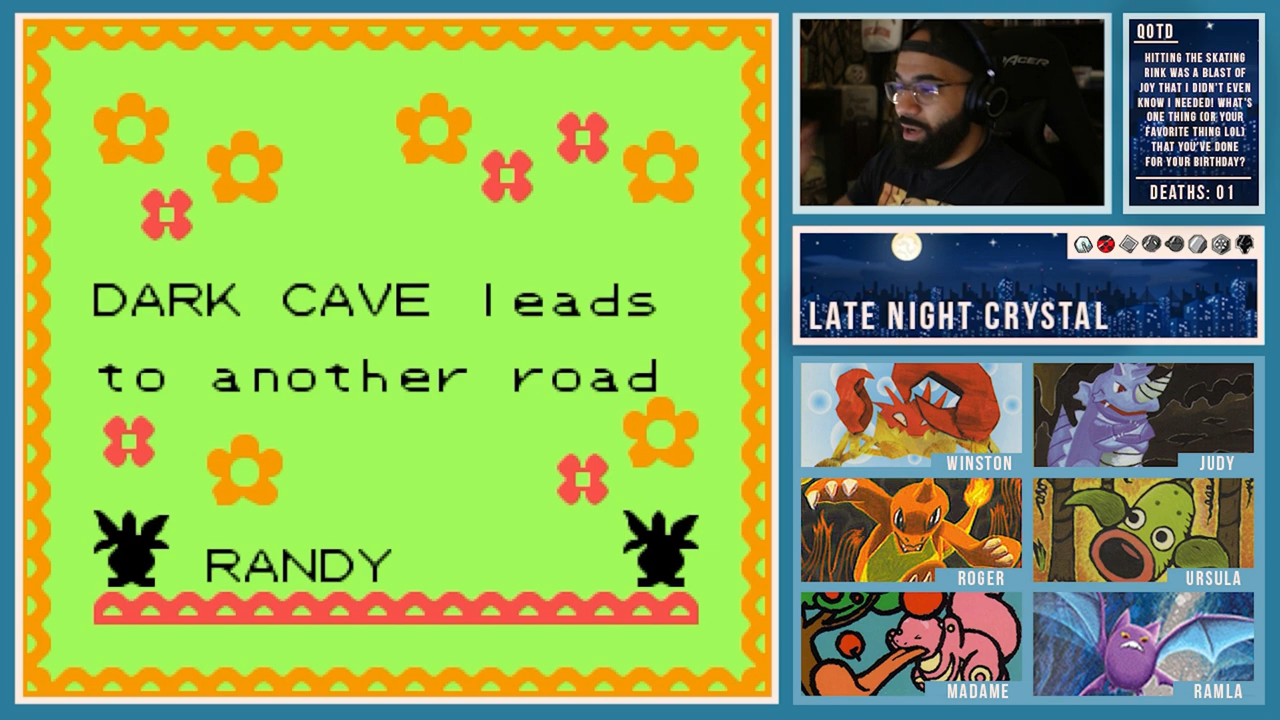 DARK CAVE leads
to another road
RANDY
ACER
QOTD
HITTING THE SKATING
RINK WAS A BLAST OF
JOY THAT I DIDN'T EVEN
KNOW I NEEDED! WHAT'S
ONE THING (OR YOUR
FAVORITE THING LOL)
THAT YOU'VE DONE
FOR YOUR BIRTHDAY?
DEATHS: 01
LATE NIGHT CRYSTAL
WINSTON
JUDY
ROGER
URSULA
MADAME
RAMLA